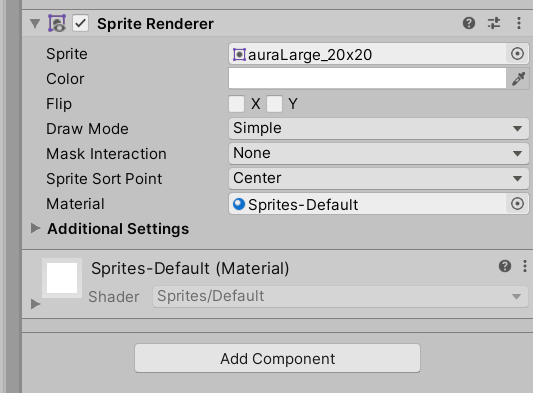 Sprite Renderer
Sprite auraLarge_20x20
Color
Flip X Y
Draw Mode Simple
Mask Interaction None
Sprite Sort Point Center
Material Sprites-Default
Additional Settings
Sprites-Default (Material)
Shader Sprites/Default
Add Component